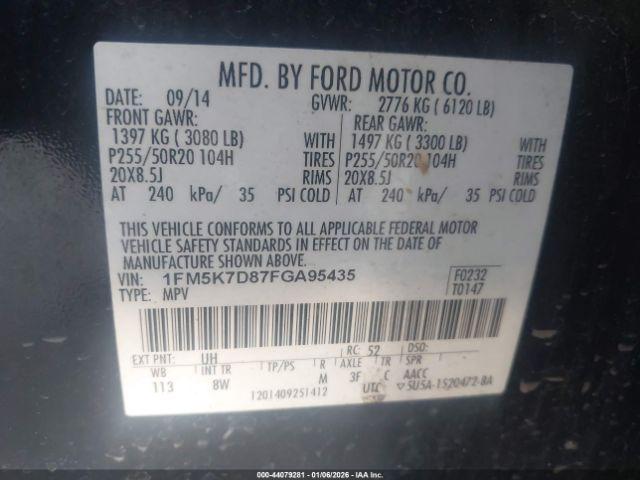 MFD. BY FORD MOTOR CO.
DATE: 09/14 GVWR: 2776 KG ( 6120 LB)
FRONT GAWR: REAR GAWR:
1397 KG ( 3080 LB) WITH 1497 KG ( 3300 LB) WITH
P255/50R20 104H TIRES P255/50R20 104H TIRES
20X8.5J RIMS 20X8.5J RIMS
AT 240 kPa/ 35 PSI COLD AT 240 kPa/ 35 PSI COLD
THIS VEHICLE CONFORMS TO ALL APPLICABLE FEDERAL MOTOR
VEHICLE SAFETY STANDARDS IN EFFECT ON THE DATE OF
MANUFACTURE SHOWN ABOVE.
VIN: 1FM5K7D87FGA95435 F0232
TYPE: MPV T0147
EXT PNT: UH RC: 52 DSO:
WB INT TR TP/PS R AXLE TR SPR
113 8W M 3F C AACC
1201409251412 UTC ▽5U5A-1520472-BA
IAAI
000-44079281 - 01/06/2026 - IAA Inc.